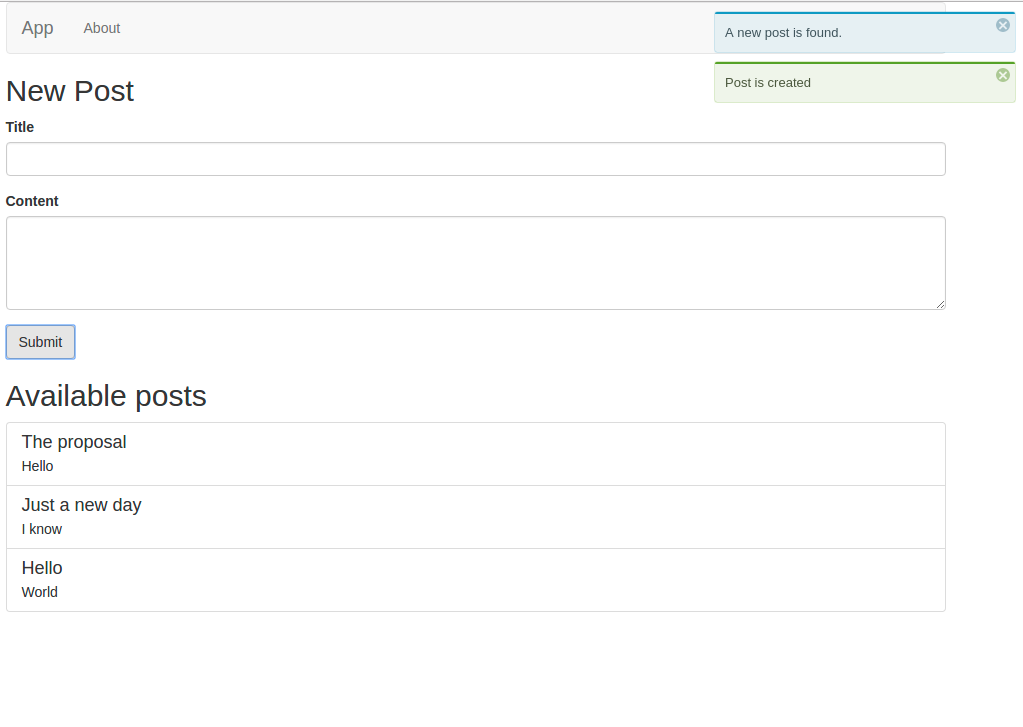 App About
A new post is found.
Post is created
New Post
Title
Content
Submit
Available posts
The proposal
Hello
Just a new day
I know
Hello
World